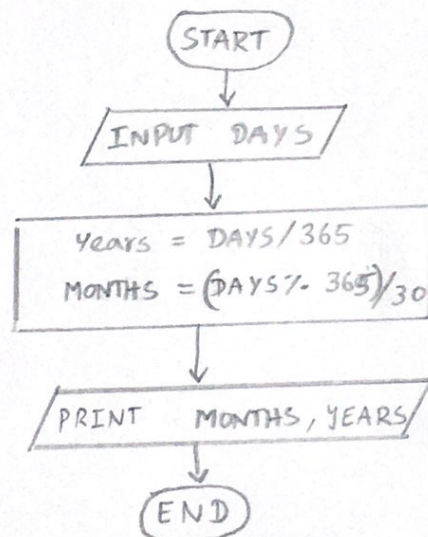 START
INPUT DAYS
Years = DAYS/365
MONTHS = (DAYS % 365)/30
PRINT MONTHS, YEARS
END